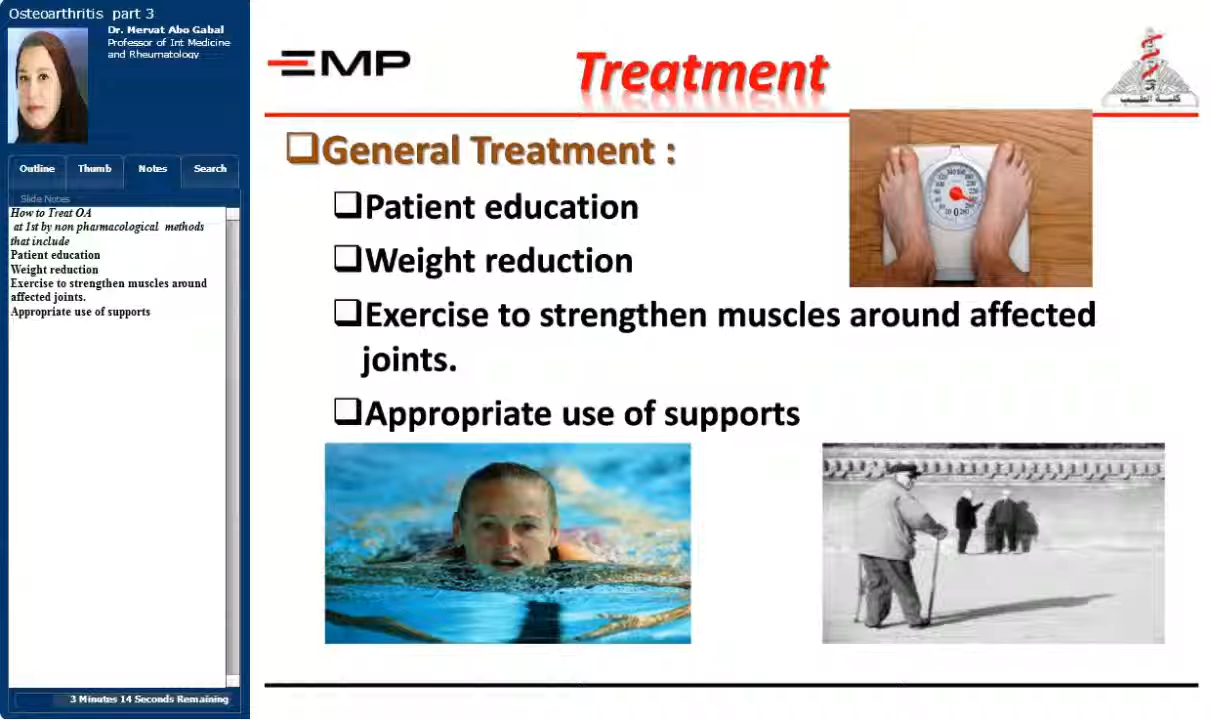 Osteoarthritis part 3
Dr. Mervat Abo Gabal
Professor of Int Medicine
and Rheumatology
Outline
Thumb
Notes
Search
Slide Notes
How to Treat OA
at 1st by non pharmacological methods
that include
Patient education
Weight reduction
Exercise to strengthen muscles around
affected joints.
Appropriate use of supports
3 Minutes 14 Seconds Remaining
EMP
Treatment
كلية الطب
General Treatment :
Patient education
Weight reduction
Exercise to strengthen muscles around affected
joints.
Appropriate use of supports